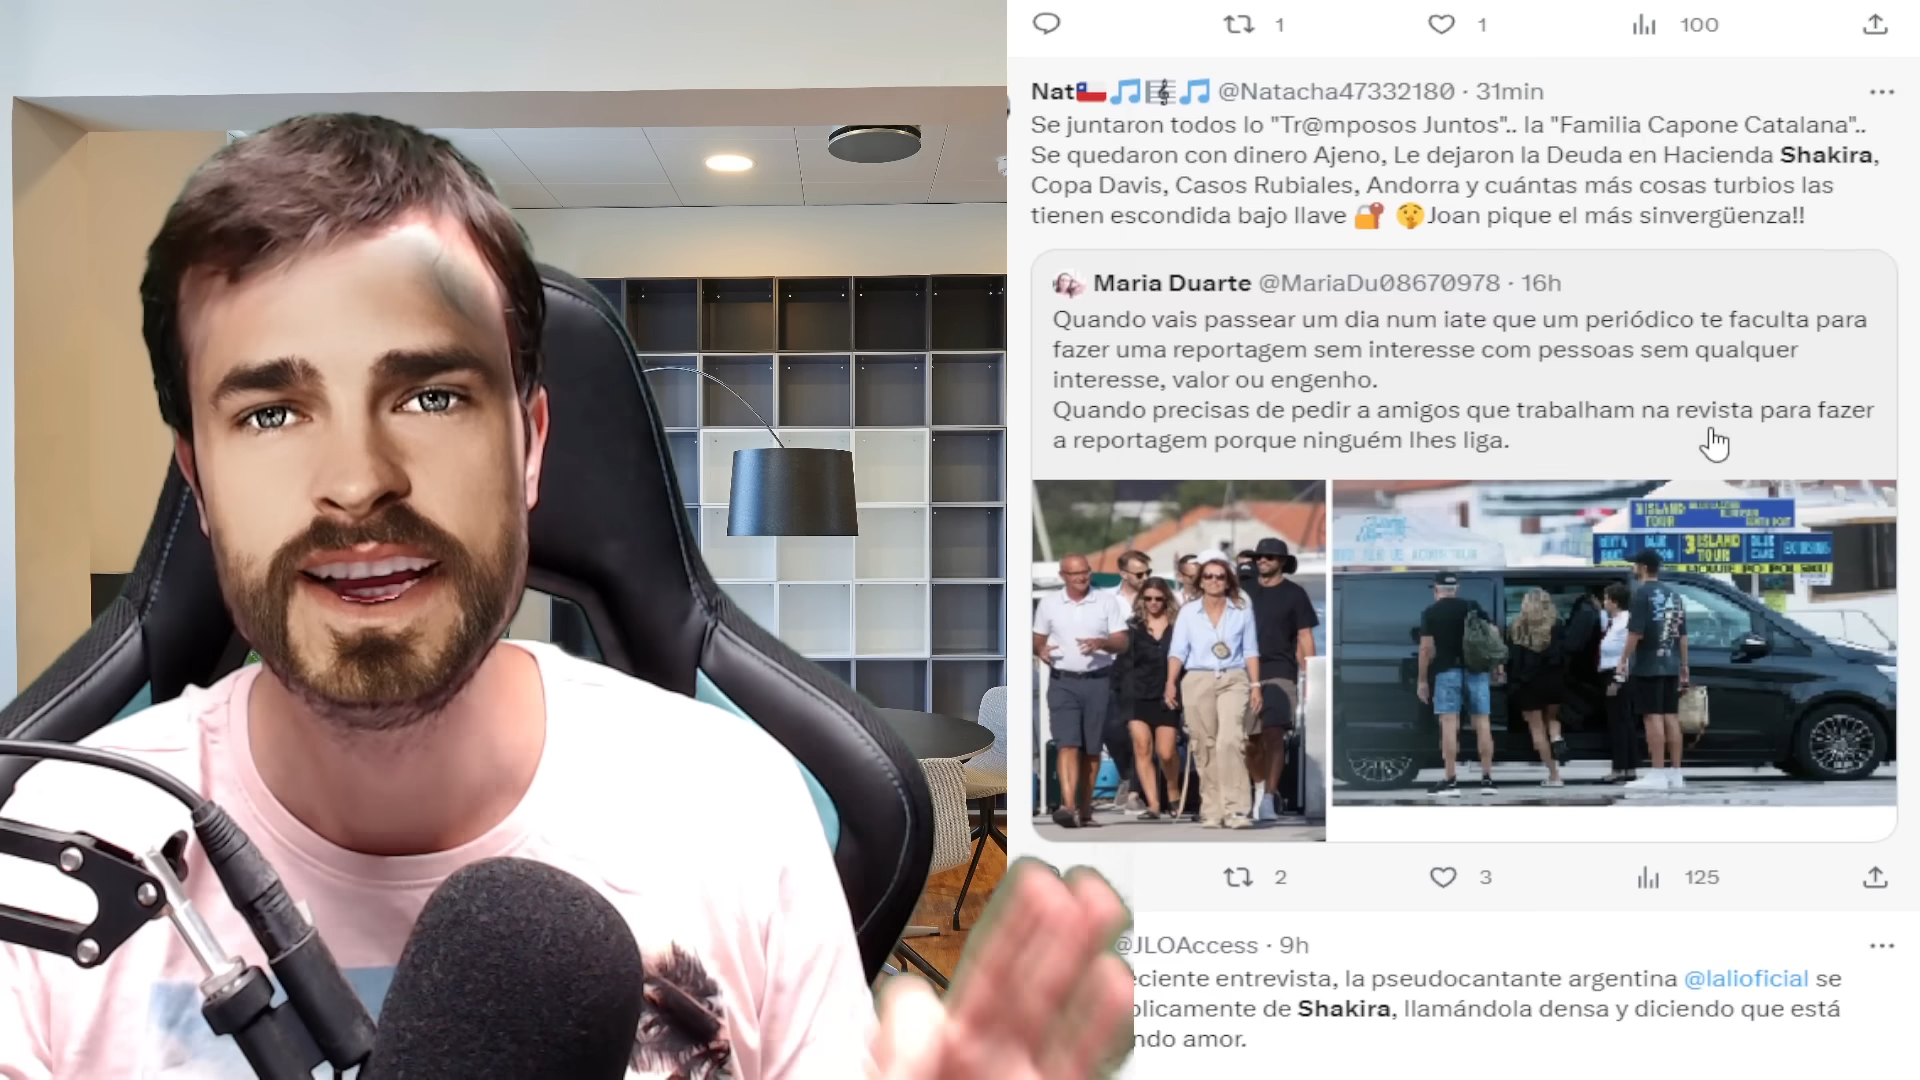 1 1 100
Nat @Natacha47332180 · 31min
Se juntaron todos lo "Tr@mposos Juntos".. la "Familia Capone Catalana"..
Se quedaron con dinero Ajeno, Le dejaron la Deuda en Hacienda Shakira,
Copa Davis, Casos Rubiales, Andorra y cuántas más cosas turbios las
tienen escondida bajo llave Joan pique el más sinvergüenza!!
Maria Duarte @MariaDu08670978 · 16h
Quando vais passear um dia num iate que um periódico te faculta para
fazer uma reportagem sem interesse com pessoas sem qualquer
interesse, valor ou engenho.
Quando precisas de pedir a amigos que trabalham na revista para fazer
a reportagem porque ninguém lhes liga.
ISLAND
TOUR
3 ISLAND
TOUR
2 3 125
@JLOAccess · 9h
eciente entrevista, la pseudocantante argentina @lalioficial se
blicamente de Shakira, llamándola densa y diciendo que está
ndo amor.